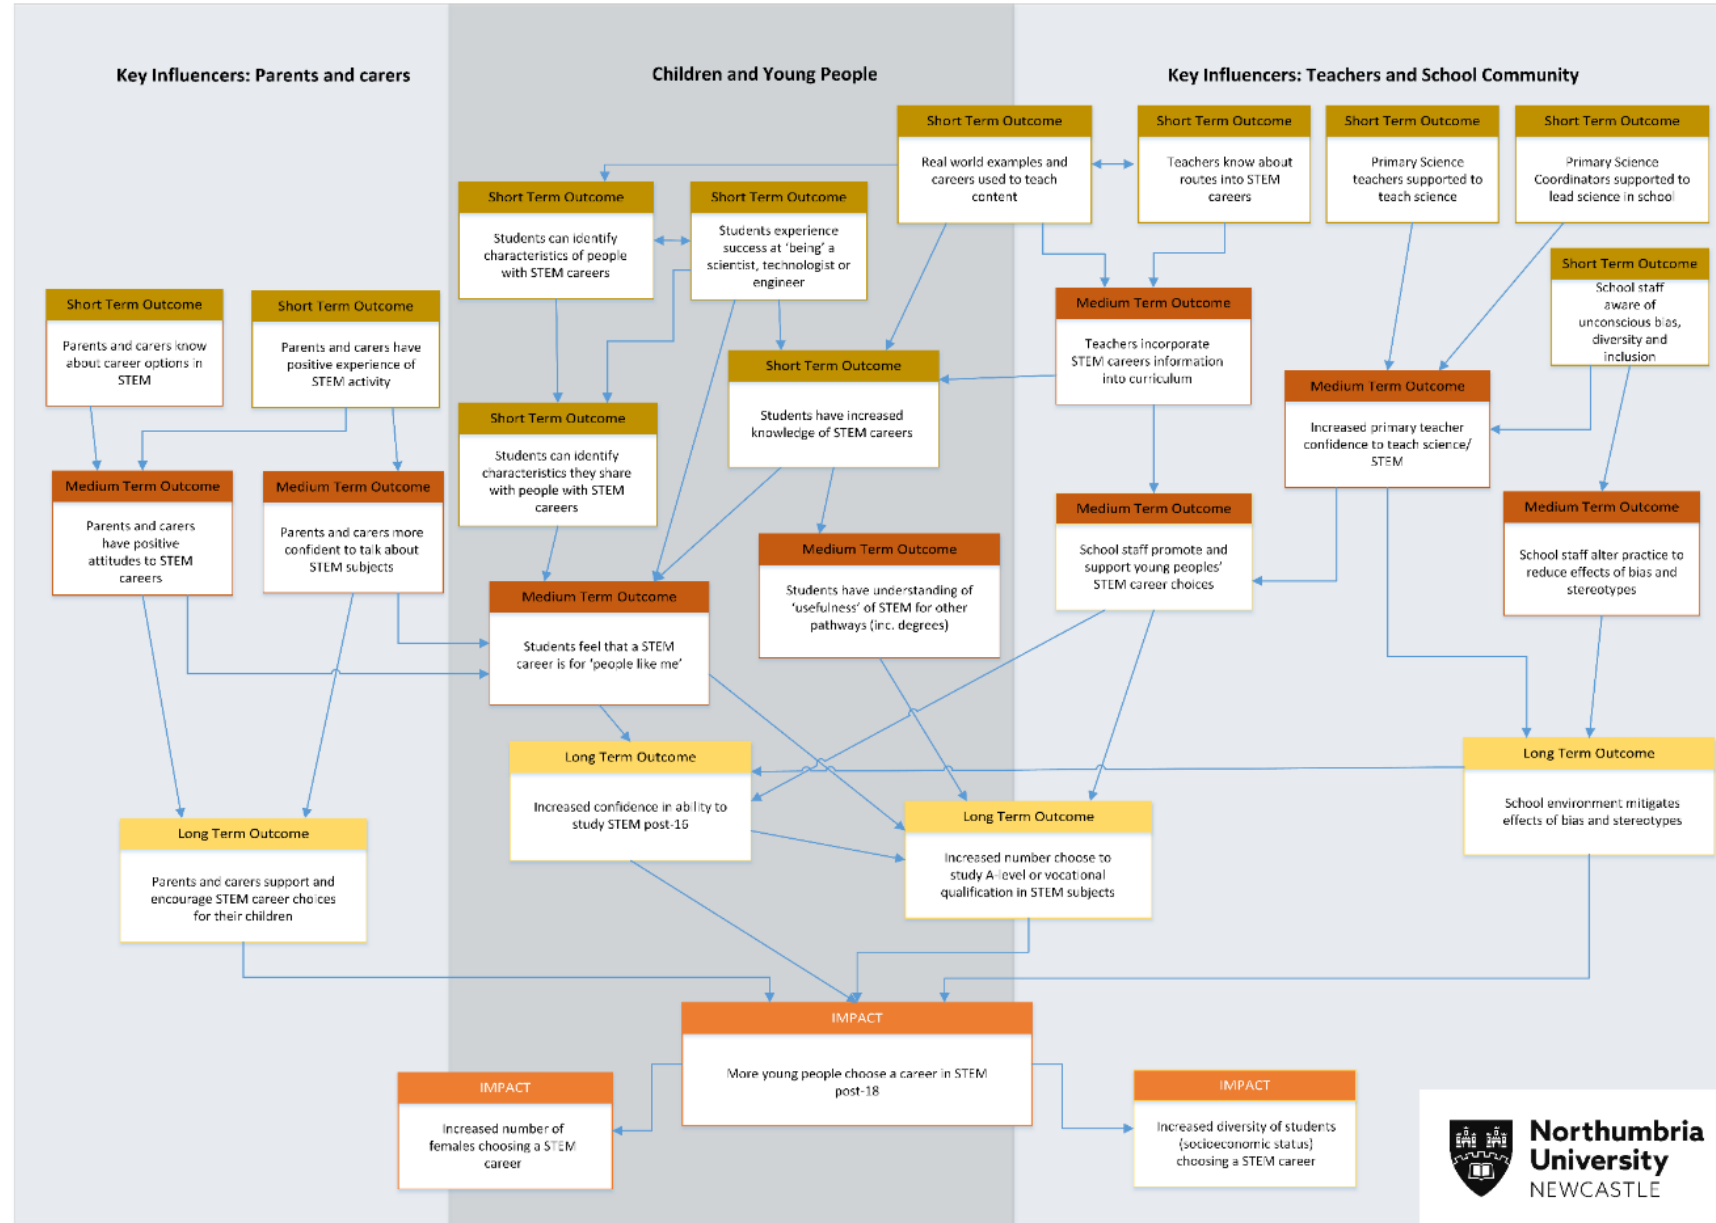 Key Influencers: Parents and carers
Children and Young People
Key Influencers: Teachers and School Community
Short Term Outcome
Real world examples and
careers used to teach
content
Short Term Outcome
Teachers know about
routes into STEM
careers
Short Term Outcome
Primary Science
teachers supported to
teach science
Short Term Outcome
Primary Science
Coordinators supported to
lead science in school
Short Term Outcome
Students can identify
characteristics of people
with STEM careers
Short Term Outcome
Students experience
success at ‘being’ a
scientist, technologist or
engineer
Short Term Outcome
School staff
aware of
unconscious bias,
diversity and
inclusion
Short Term Outcome
Parents and carers know
about career options in
STEM
Short Term Outcome
Parents and carers have
positive experience of
STEM activity
Medium Term Outcome
Teachers incorporate
STEM careers information
into curriculum
Short Term Outcome
Students have increased
knowledge of STEM careers
Medium Term Outcome
Increased primary teacher
confidence to teach science/
STEM
Short Term Outcome
Students can identify
characteristics they share
with people with STEM
careers
Medium Term Outcome
Parents and carers
have positive
attitudes to STEM
careers
Medium Term Outcome
Parents and carers more
confident to talk about
STEM subjects
Medium Term Outcome
School staff promote and
support young peoples’
STEM career choices
Medium Term Outcome
School staff alter practice to
reduce effects of bias and
stereotypes
Medium Term Outcome
Students have understanding of
‘usefulness’ of STEM for other
pathways (inc. degrees)
Medium Term Outcome
Students feel that a STEM
career is for ‘people like me’
Long Term Outcome
Increased confidence in ability to
study STEM post-16
Long Term Outcome
School environment mitigates
effects of bias and stereotypes
Long Term Outcome
Increased number choose to
study A-level or vocational
qualification in STEM subjects
Long Term Outcome
Parents and carers support and
encourage STEM career choices
for their children
IMPACT
More young people choose a career in STEM
post-18
IMPACT
Increased number of
females choosing a STEM
career
IMPACT
Increased diversity of students
(socioeconomic status)
choosing a STEM career
Northumbria
University
NEWCASTLE